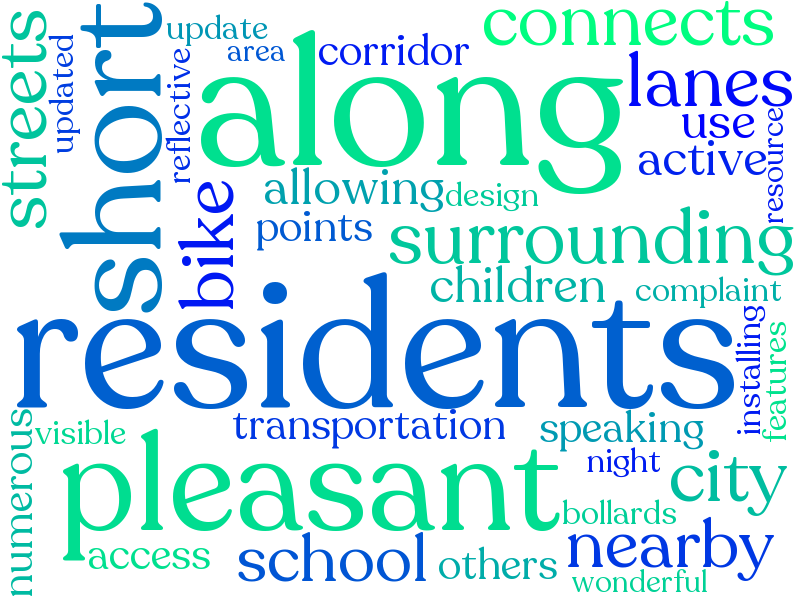 streets
updated
short
update
area
reflective
corridor
connects
along
lanes
use
active
resource
bike
allowing
design
points
surrounding
children
complaint
residents
installing
features
numerous
visible
transportation
speaking
night
pleasant
city
bollards
access
school
others
nearby
wonderful